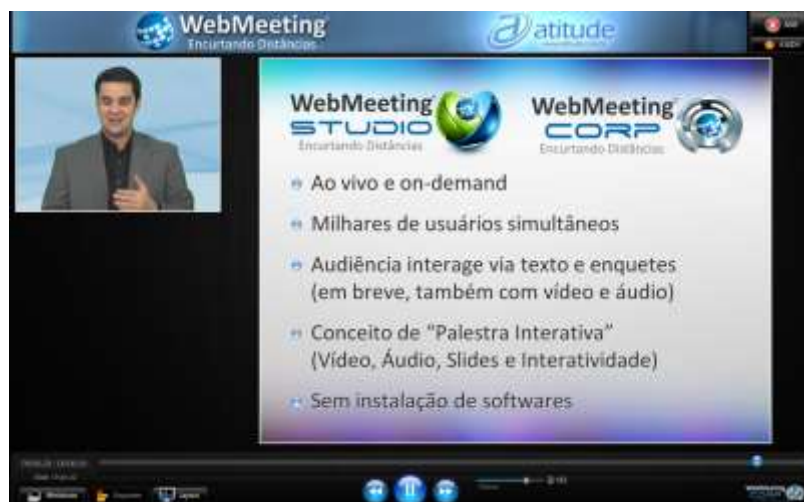 WebMeeting
Encurtando Distâncias
atitude
WebMeeting
STUDIO
Encurtando Distâncias
WebMeeting
CORP
Encurtando Distâncias
Ao vivo e on-demand
Milhares de usuários simultâneos
Audiência interage via texto e enquetes
(em breve, também com vídeo e áudio)
Conceito de “Palestra Interativa”
(Vídeo, Áudio, Slides e Interatividade)
Sem instalação de softwares